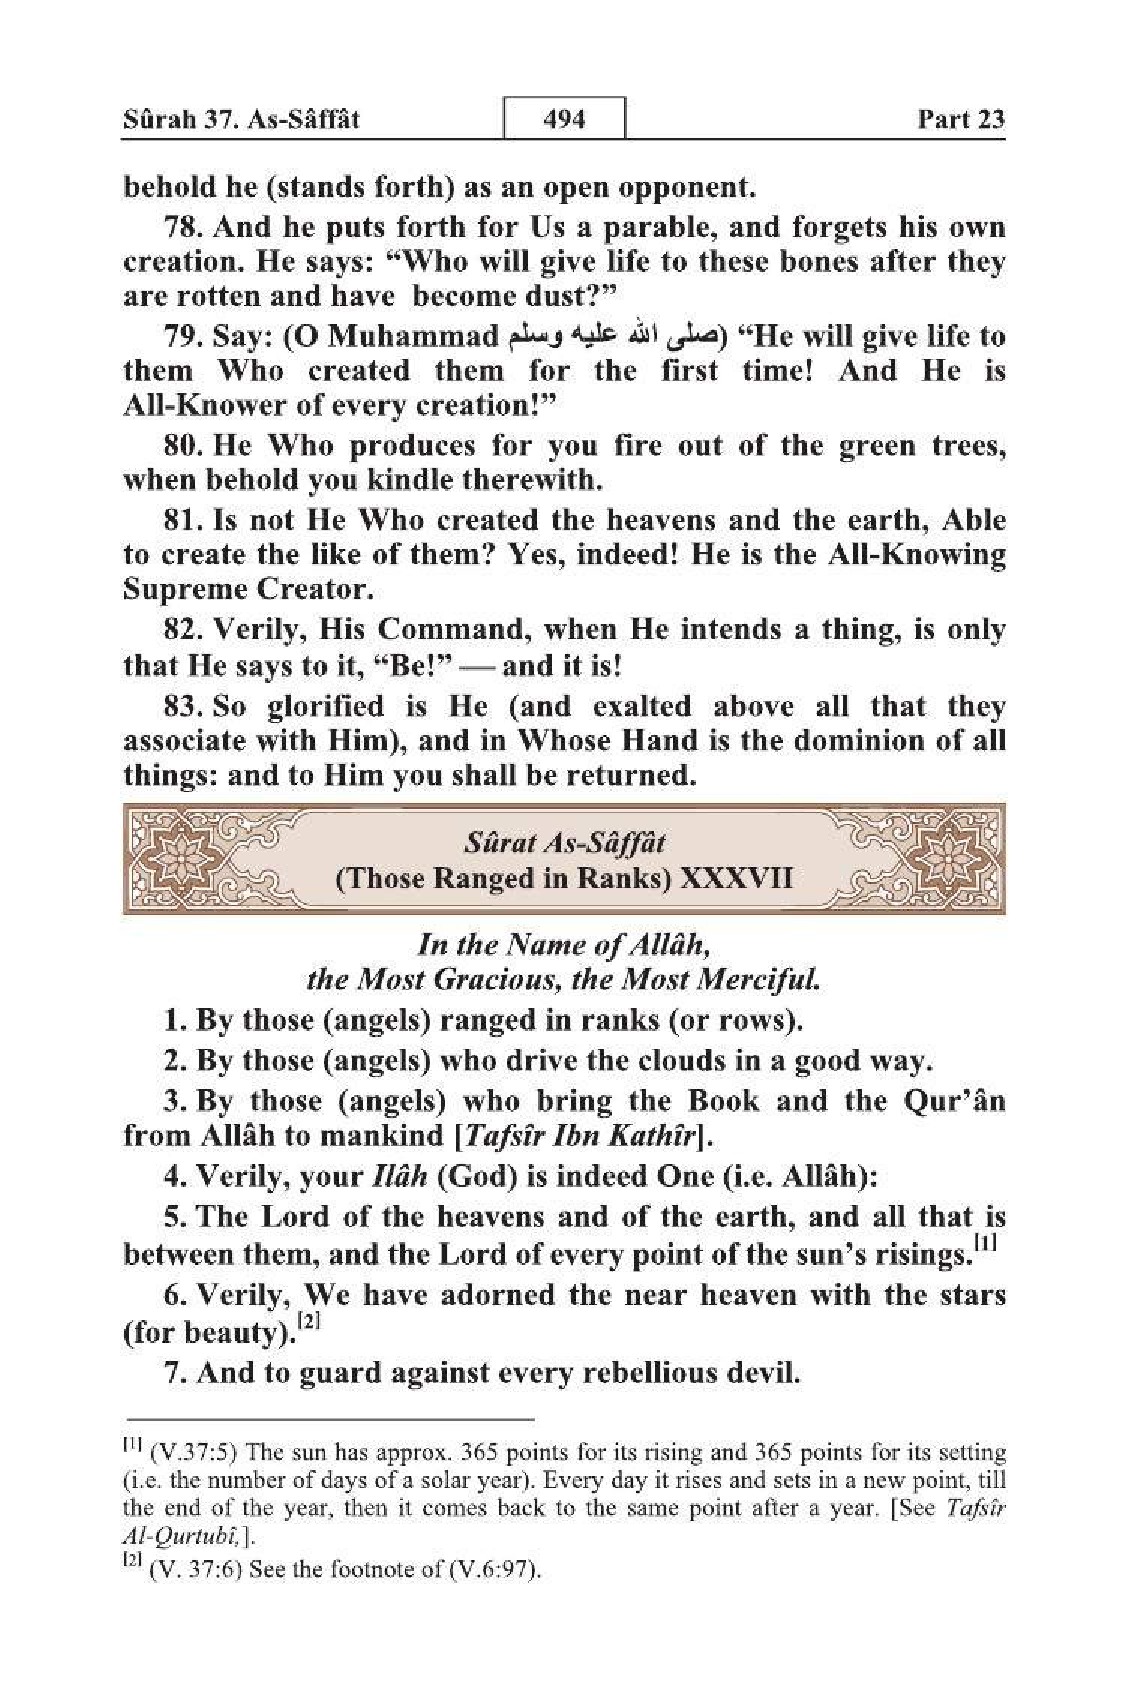 Sûrah 37. As-Sâffât 494 Part 23
behold he (stands forth) as an open opponent.
78. And he puts forth for Us a parable, and forgets his own
creation. He says: “Who will give life to these bones after they
are rotten and have become dust?”
79. Say: (O Muhammad صلى الله عليه وسلم) “He will give life to
them Who created them for the first time! And He is
All-Knower of every creation!”
80. He Who produces for you fire out of the green trees,
when behold you kindle therewith.
81. Is not He Who created the heavens and the earth, Able
to create the like of them? Yes, indeed! He is the All-Knowing
Supreme Creator.
82. Verily, His Command, when He intends a thing, is only
that He says to it, “Be!” — and it is!
83. So glorified is He (and exalted above all that they
associate with Him), and in Whose Hand is the dominion of all
things: and to Him you shall be returned.
Sûrat As-Sâffât
(Those Ranged in Ranks) XXXVII
In the Name of Allâh,
the Most Gracious, the Most Merciful.
1. By those (angels) ranged in ranks (or rows).
2. By those (angels) who drive the clouds in a good way.
3. By those (angels) who bring the Book and the Qur’ân
from Allâh to mankind [Tafsîr Ibn Kathîr].
4. Verily, your Ilâh (God) is indeed One (i.e. Allâh):
5. The Lord of the heavens and of the earth, and all that is
between them, and the Lord of every point of the sun’s risings.[1]
6. Verily, We have adorned the near heaven with the stars
(for beauty).[2]
7. And to guard against every rebellious devil.
[1] (V.37:5) The sun has approx. 365 points for its rising and 365 points for its setting
(i.e. the number of days of a solar year). Every day it rises and sets in a new point, till
the end of the year, then it comes back to the same point after a year. [See Tafsîr
Al-Qurtubî,].
[2] (V. 37:6) See the footnote of (V.6:97).